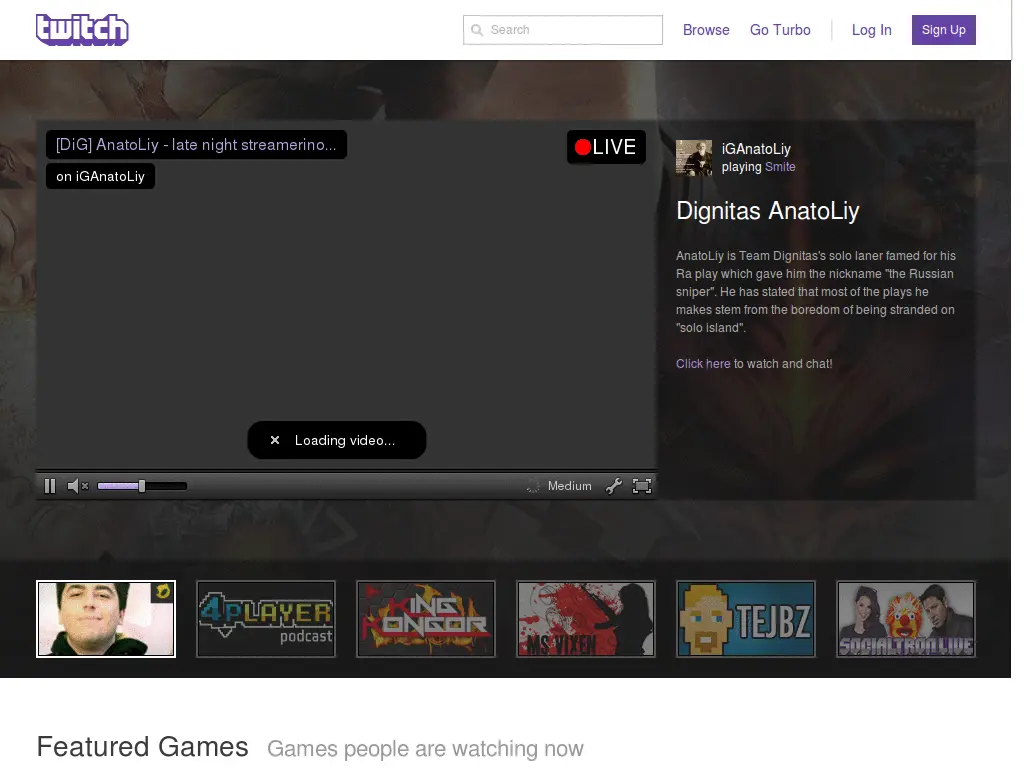 twitch
Search
Browse
Go Turbo
Log In
Sign Up
[DiG] AnatoLiy - late night streamerino...
on iGAnatoLiy
LIVE
iGAnatoLiy
playing Smite
Dignitas AnatoLiy
AnatoLiy is Team Dignitas's solo laner famed for his
Ra play which gave him the nickname "the Russian
sniper". He has stated that most of the plays he
makes stem from the boredom of being stranded on
"solo island".
Click here to watch and chat!
Loading video...
Medium
4PLAYER
podcast
KING
KONGOR
MS VIXEN
TEJBZ
SOCIALTRON.LIVE
Featured Games
Games people are watching now